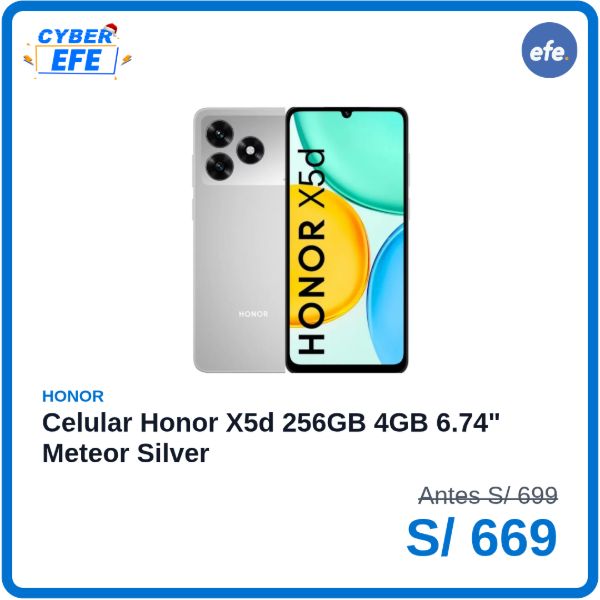 CYBER
EFE
efe.
HONOR X5d
HONOR
HONOR
Celular Honor X5d 256GB 4GB 6.74"
Meteor Silver
Antes S/ 699
S/ 669